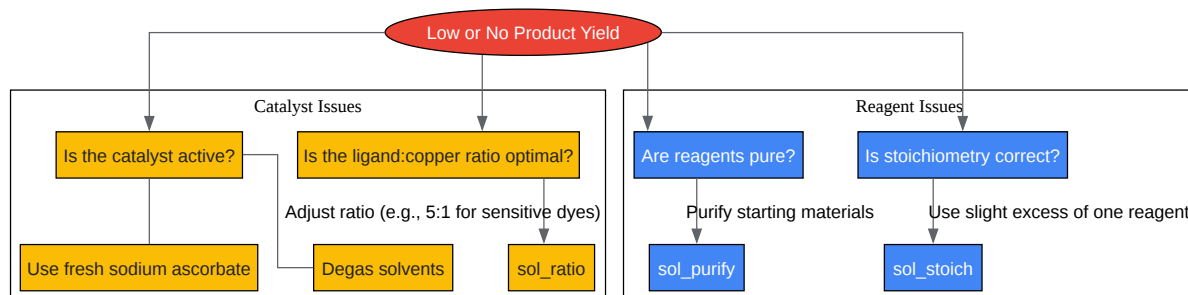 Low or No Product Yield
Catalyst Issues
Reagent Issues
Is the catalyst active?
Is the ligand:copper ratio optimal?
Are reagents pure?
Is stoichiometry correct?
Adjust ratio (e.g., 5:1 for sensitive dyes)
Purify starting materials
Use slight excess of one reagent
Use fresh sodium ascorbate
Degas solvents
sol_ratio
sol_purify
sol_stoich